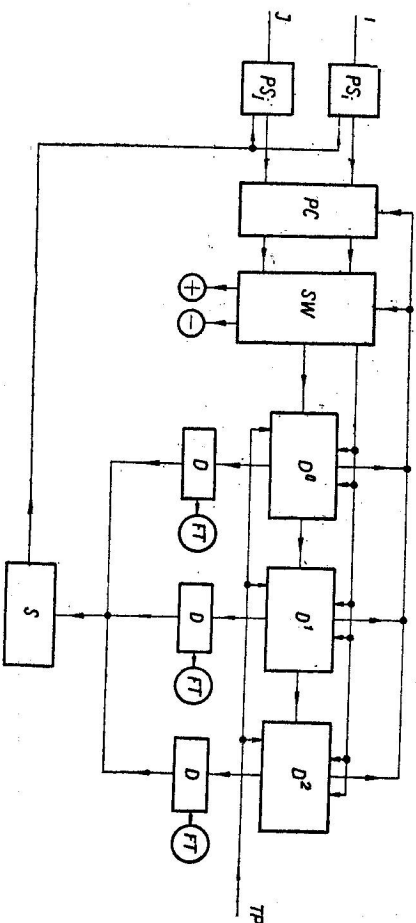 I
J
PSᵢ
PSⱼ
PC
SW
+
−
D⁰
D
FT
D¹
D
FT
D²
D
FT
S
TP